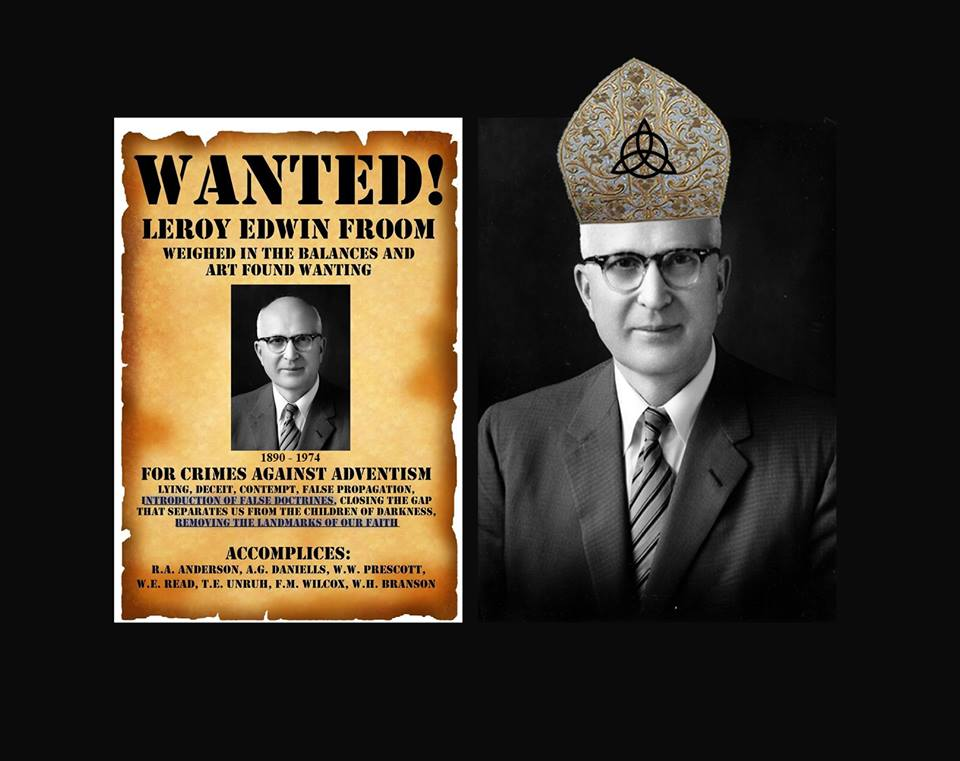 WANTED!
LEROY EDWIN FROOM
WEIGHED IN THE BALANCES AND
ART FOUND WANTING
1890 - 1974
FOR CRIMES AGAINST ADVENTISM
LYING, DECEIT, CONTEMPT, FALSE PROPAGATION,
INTRODUCTION OF FALSE DOCTRINES, CLOSING THE GAP
THAT SEPARATES US FROM THE CHILDREN OF DARKNESS,
REMOVING THE LANDMARKS OF OUR FAITH
ACCOMPLICES:
R.A. ANDERSON, A.G. DANIELLS, W.W. PRESCOTT,
W.E. READ, T.E. UNRUH, F.M. WILCOX, W.H. BRANSON